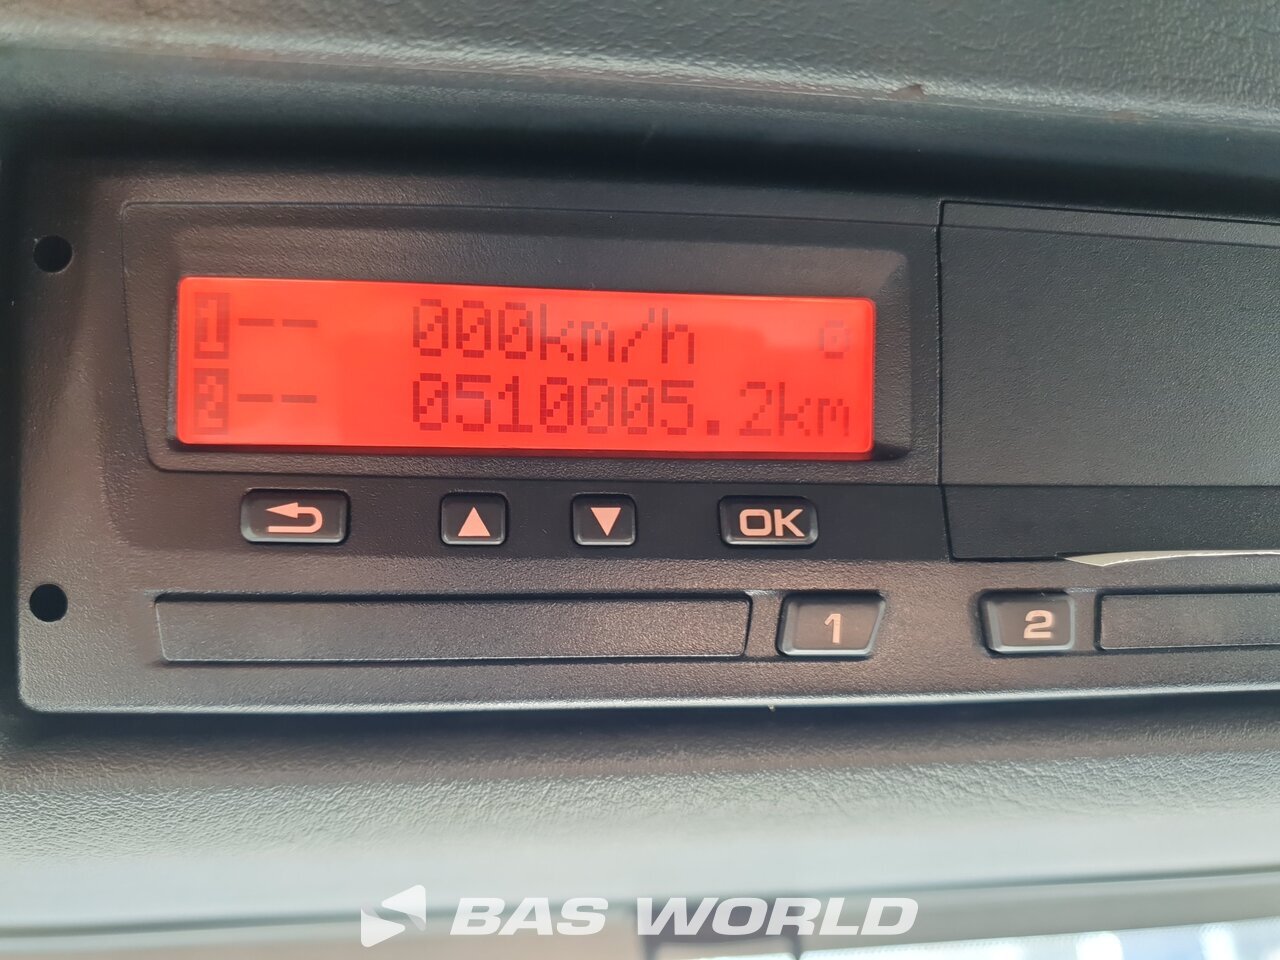 1-- 000km/h
2-- 0510005.2km
OK
1
2
BAS WORLD